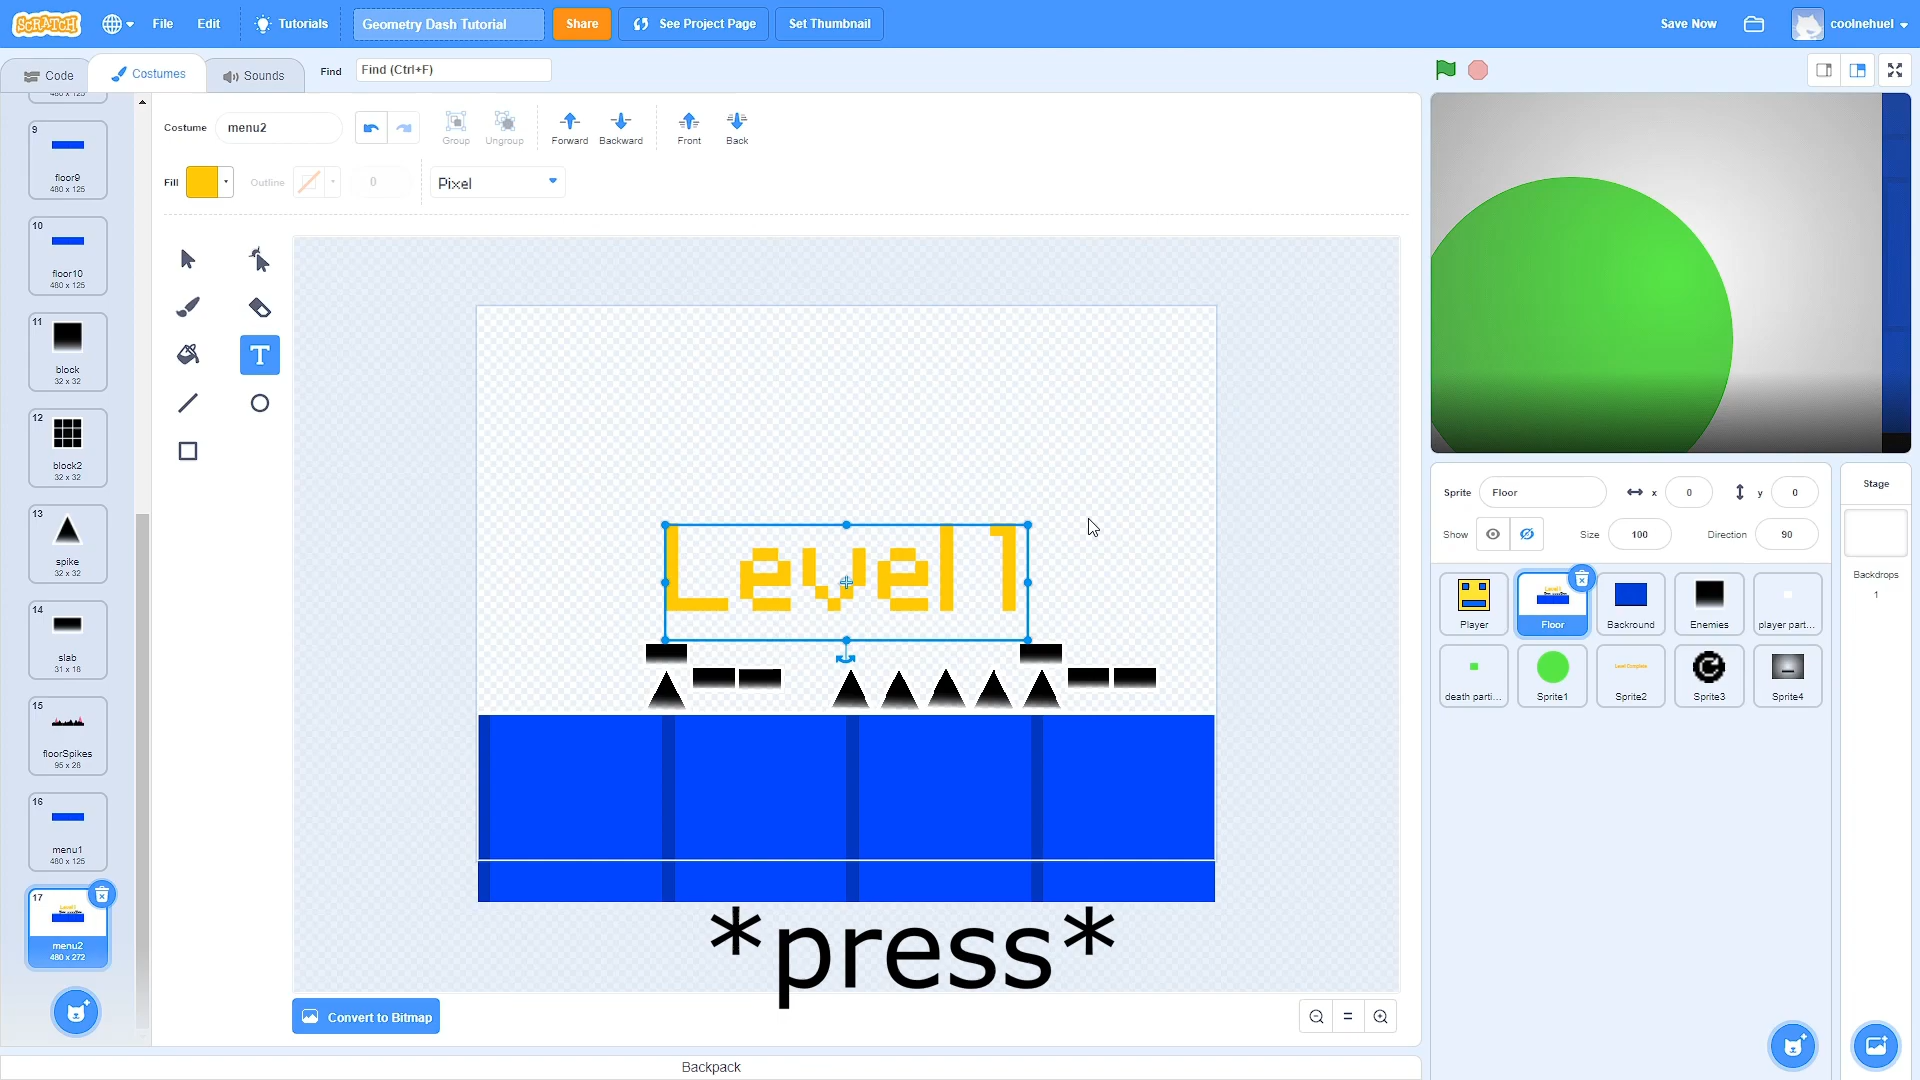 SCRATCH File Edit Tutorials Geometry Dash Tutorial Share See Project Page Set Thumbnail Save Now coolnehuel
Code Costumes Sounds Find Find (Ctrl+F)
480 x 125
9
floor9
480 x 125
10
floor10
480 x 125
11
block
32 x 32
12
block2
32 x 32
13
spike
32 x 32
14
slab
31 x 18
15
floorSpikes
95 x 28
16
menu1
480 x 125
17
menu2
480 x 272
Costume menu2 Group Ungroup Forward Backward Front Back
Fill Outline 0 Pixel
T
Level 1
*press*
Convert to Bitmap
Backpack
Sprite Floor x 0 y 0
Show Size 100 Direction 90
Player Floor Backround Enemies player part...
death parti... Sprite1 Sprite2 Sprite3 Sprite4
Stage
Backdrops
1